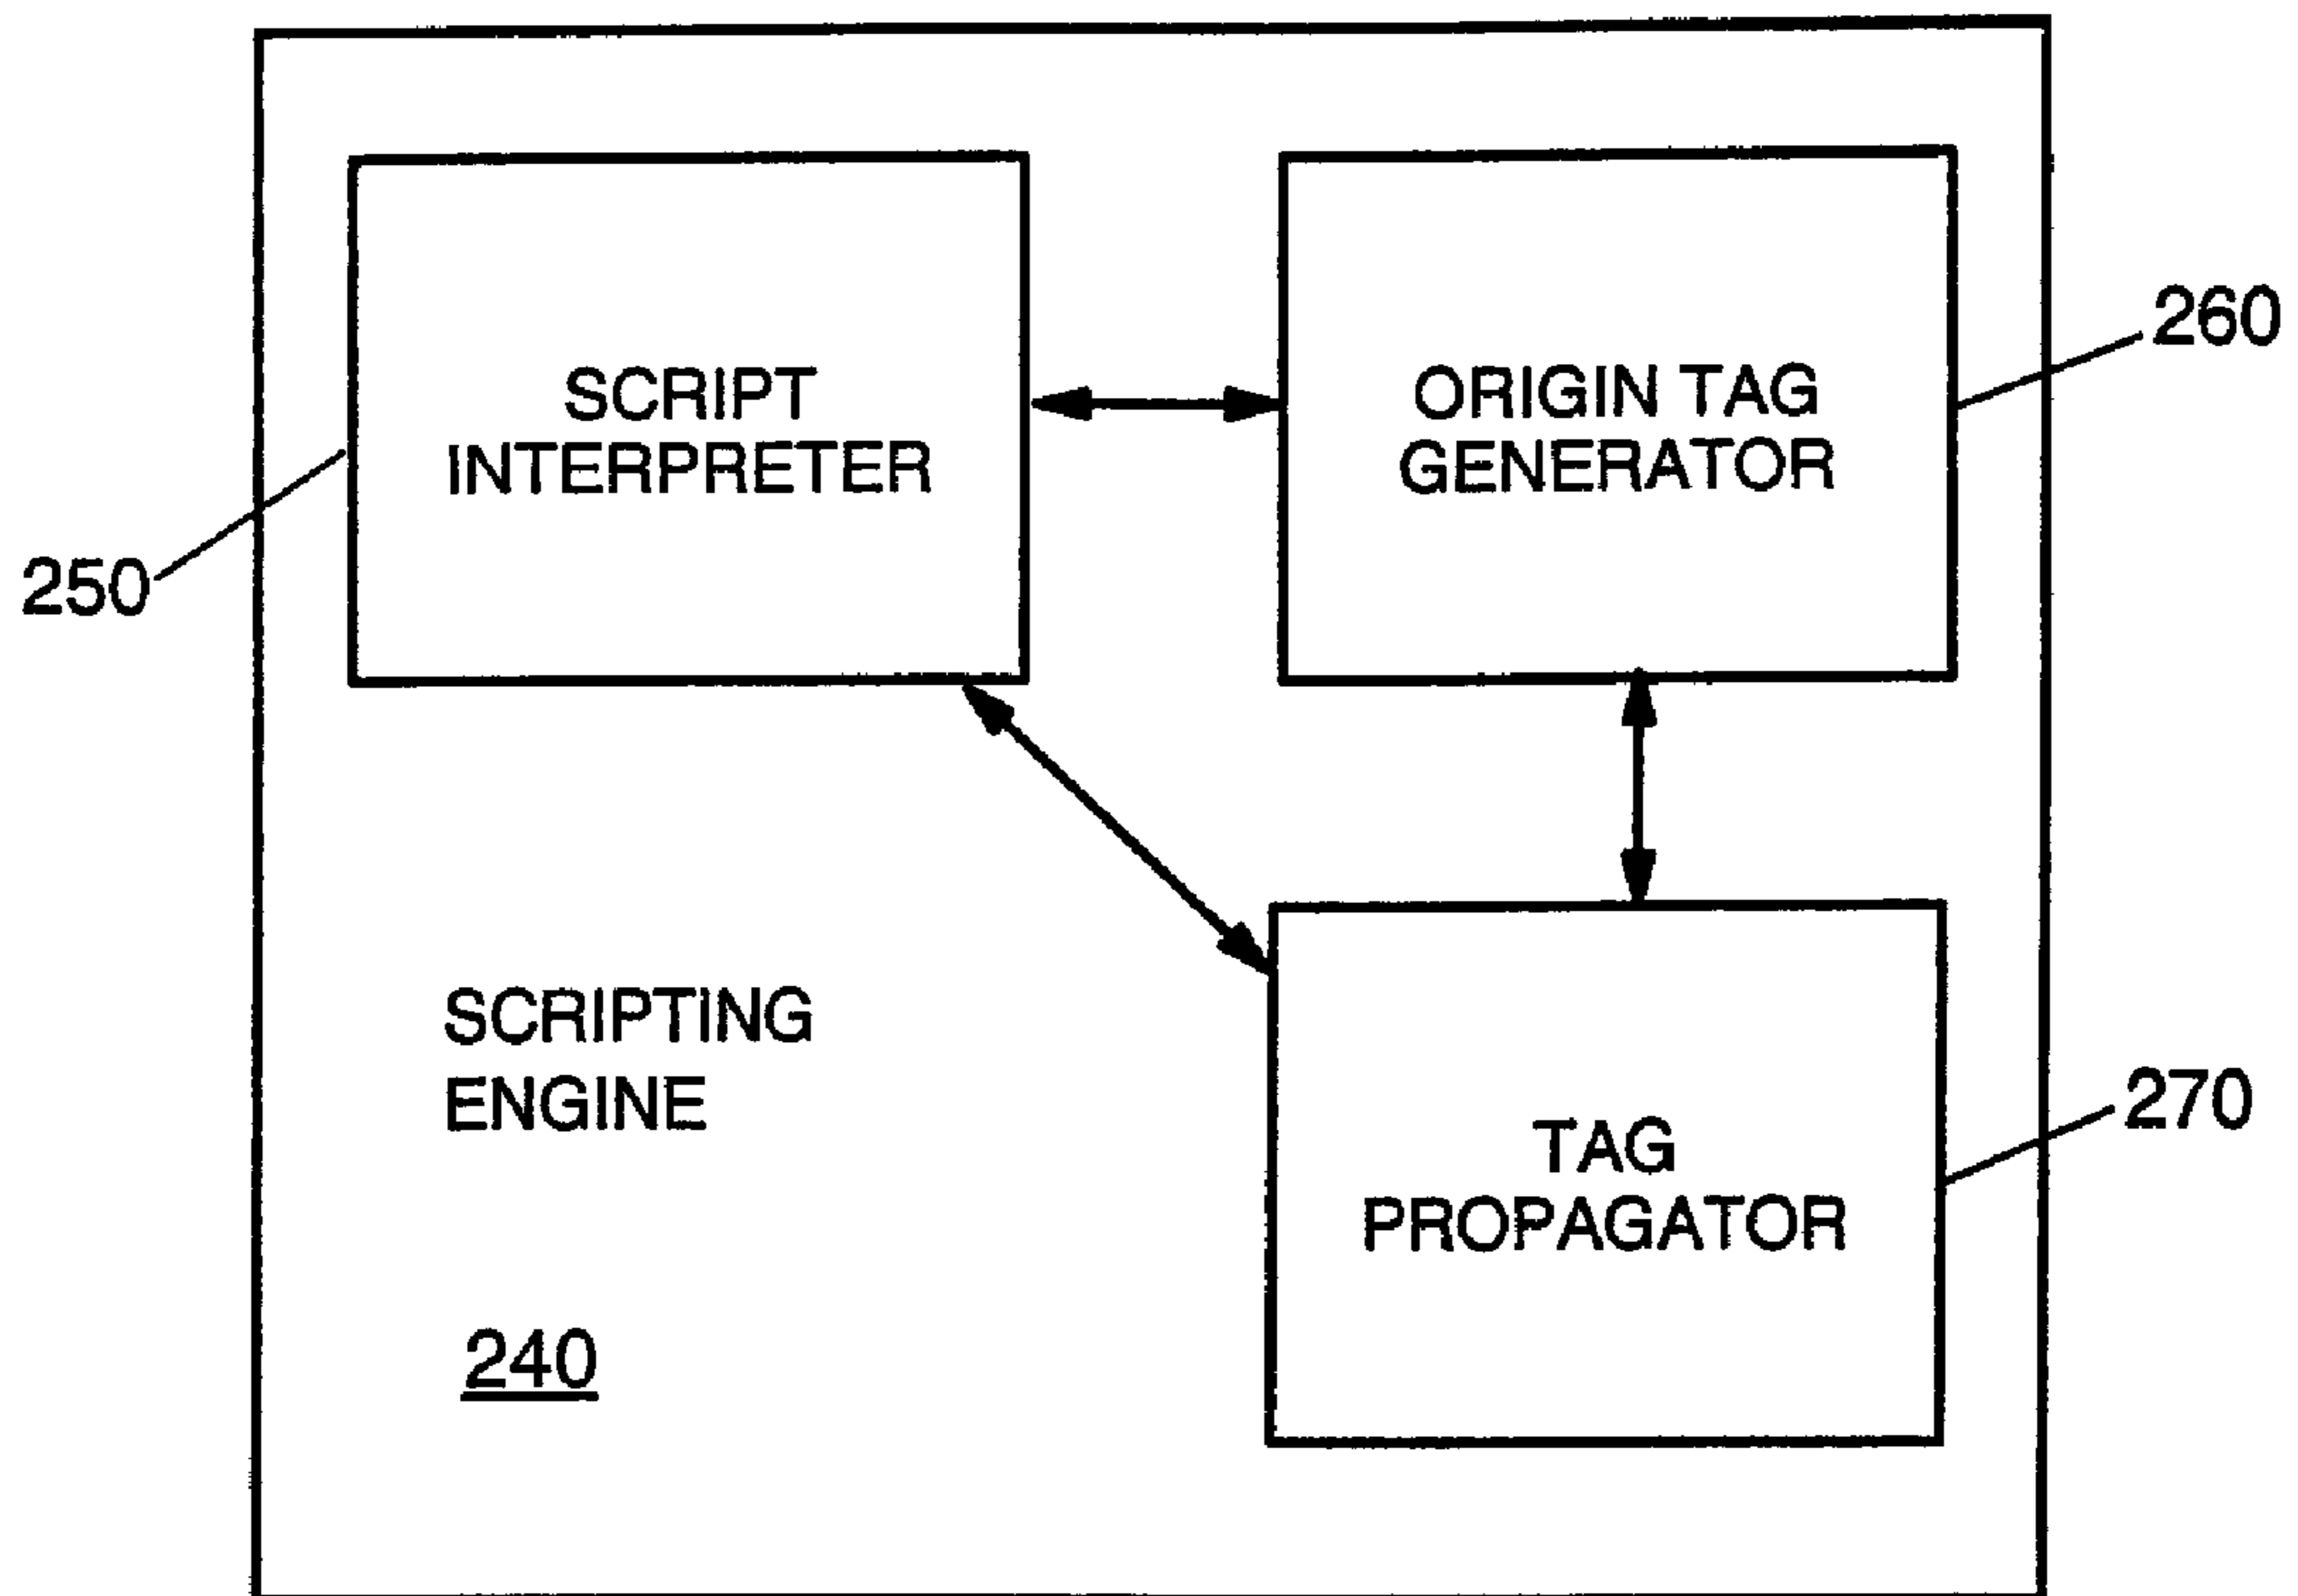 SCRIPT
INTERPRETER
ORIGIN TAG
GENERATOR
260
250
SCRIPTING
ENGINE
240
TAG
PROPAGATOR
270